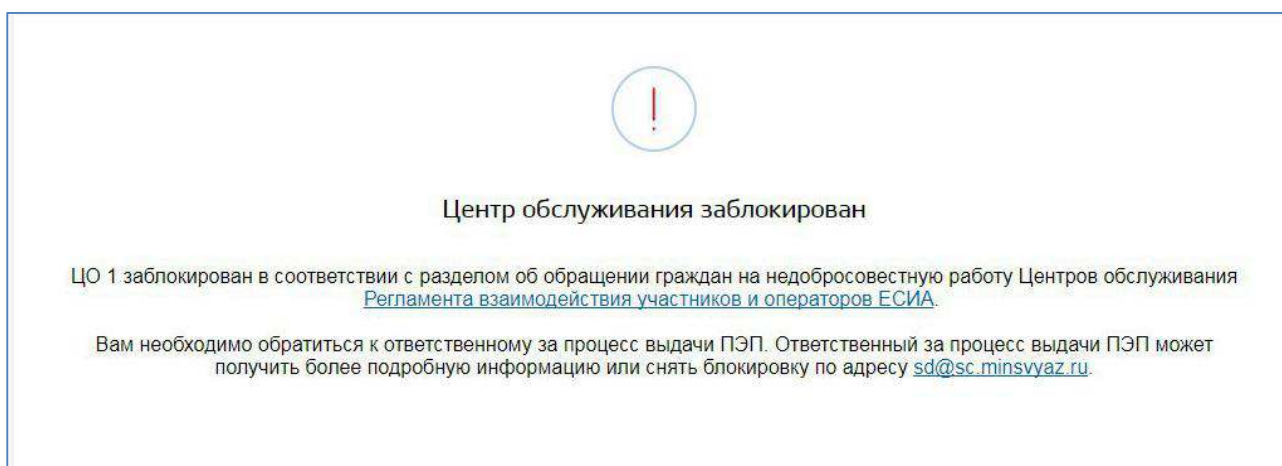 !
Центр обслуживания заблокирован
ЦО 1 заблокирован в соответствии с разделом об обращении граждан на недобросовестную работу Центров обслуживания
Регламента взаимодействия участников и операторов ЕСИА.
Вам необходимо обратиться к ответственному за процесс выдачи ПЭП. Ответственный за процесс выдачи ПЭП может
получить более подробную информацию или снять блокировку по адресу sd@sc.minsvyaz.ru.